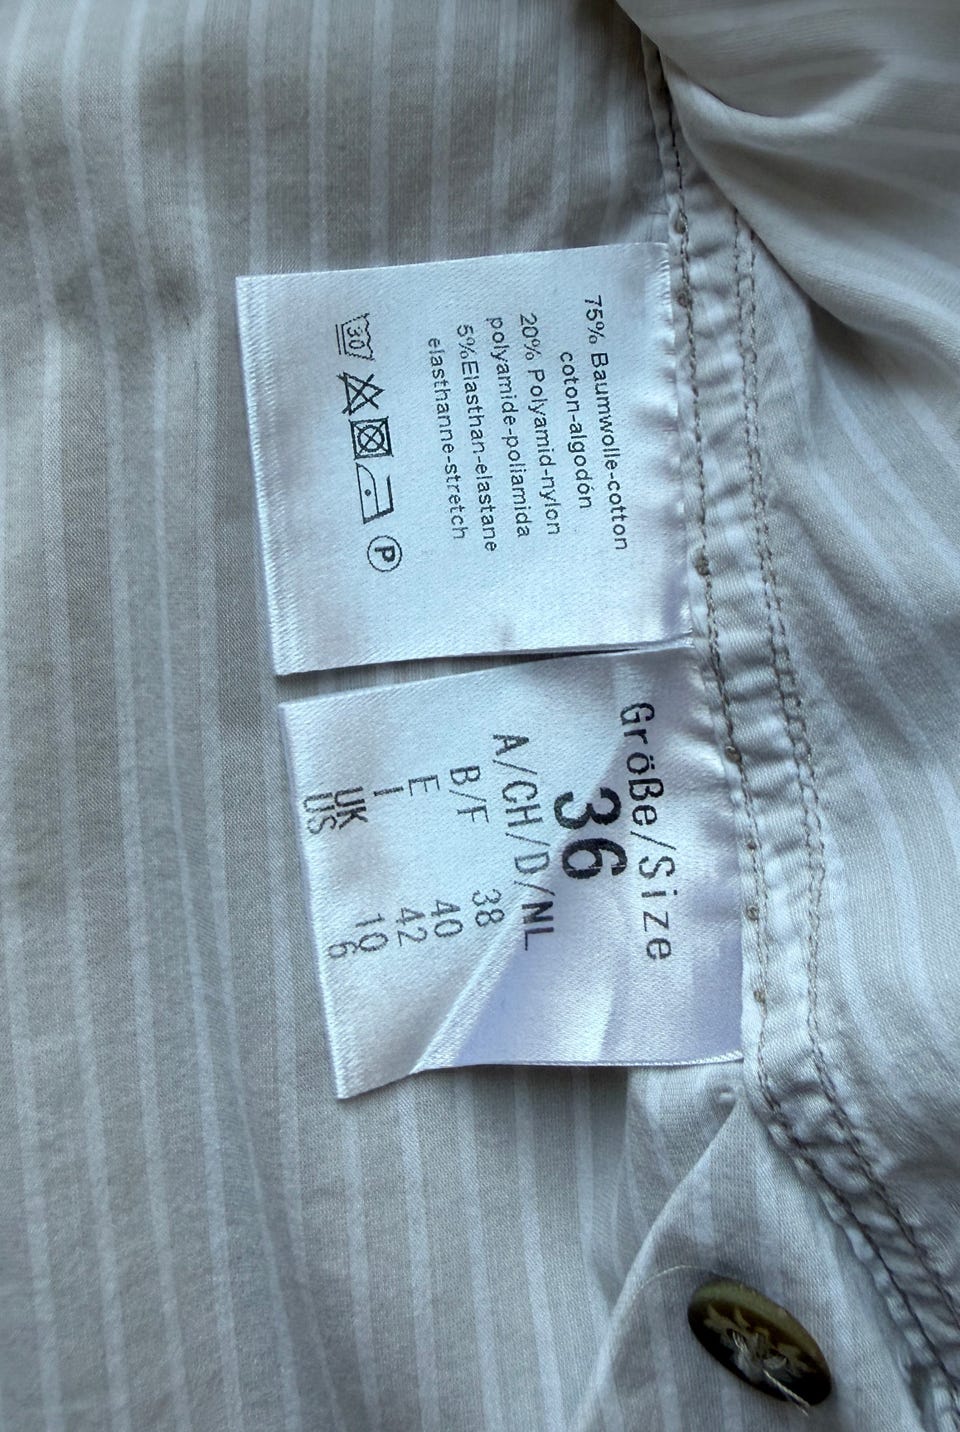 75% Baumwolle-cotton
coton-algodón
20% Polyamid-nylon
polyamide-poliamida
5%Elasthan-elastane
elasthanne-stretch
30
P
Größe/Size
36
A/CH/D/NL
B/F 38
E 40
I 42
UK 10
US 6